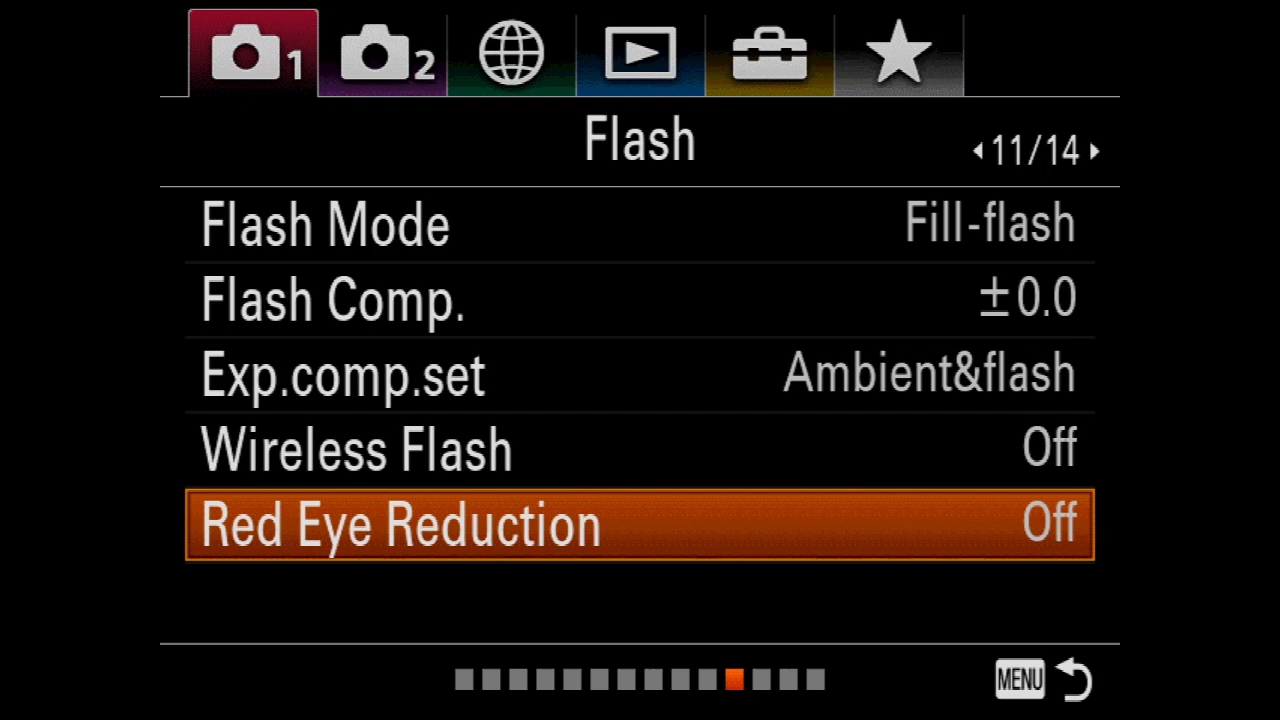 1 2
Flash
11/14
Flash Mode Fill-flash
Flash Comp. ±0.0
Exp.comp.set Ambient&flash
Wireless Flash Off
Red Eye Reduction Off
MENU